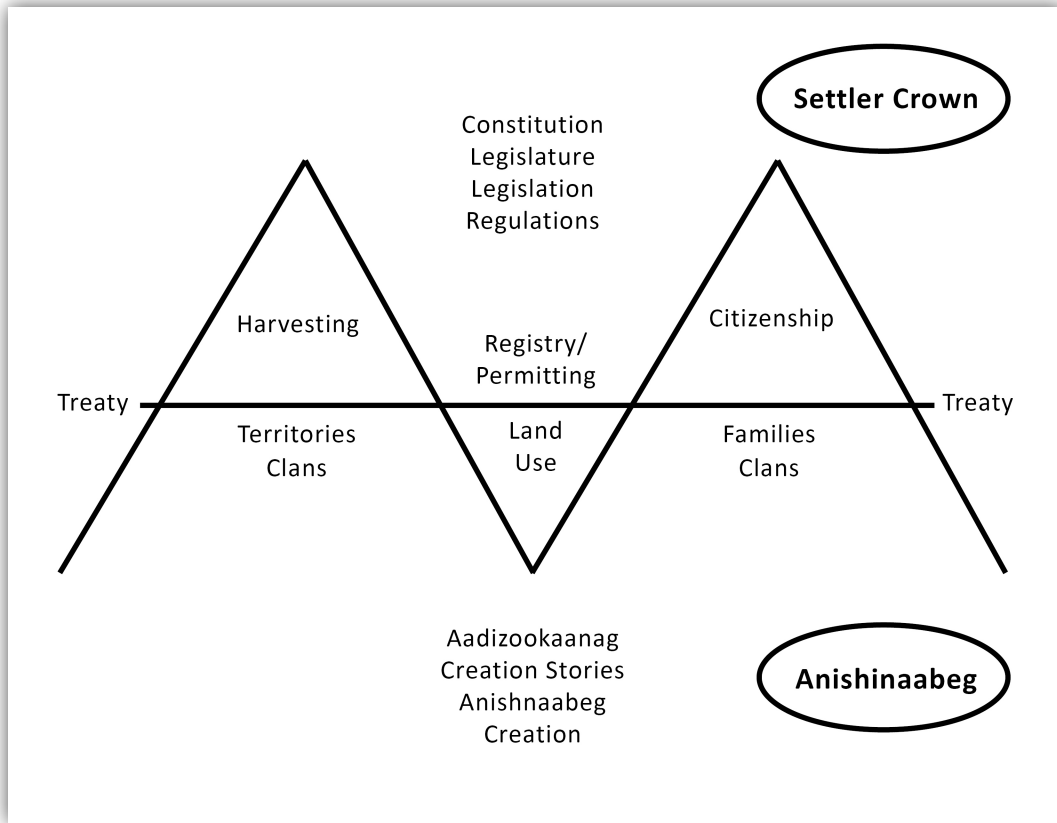 Settler Crown
Constitution
Legislature
Legislation
Regulations
Harvesting
Citizenship
Registry/
Permitting
Treaty
Treaty
Territories
Clans
Land
Use
Families
Clans
Aadizookaanag
Creation Stories
Anishnaabeg
Creation
Anishinaabeg